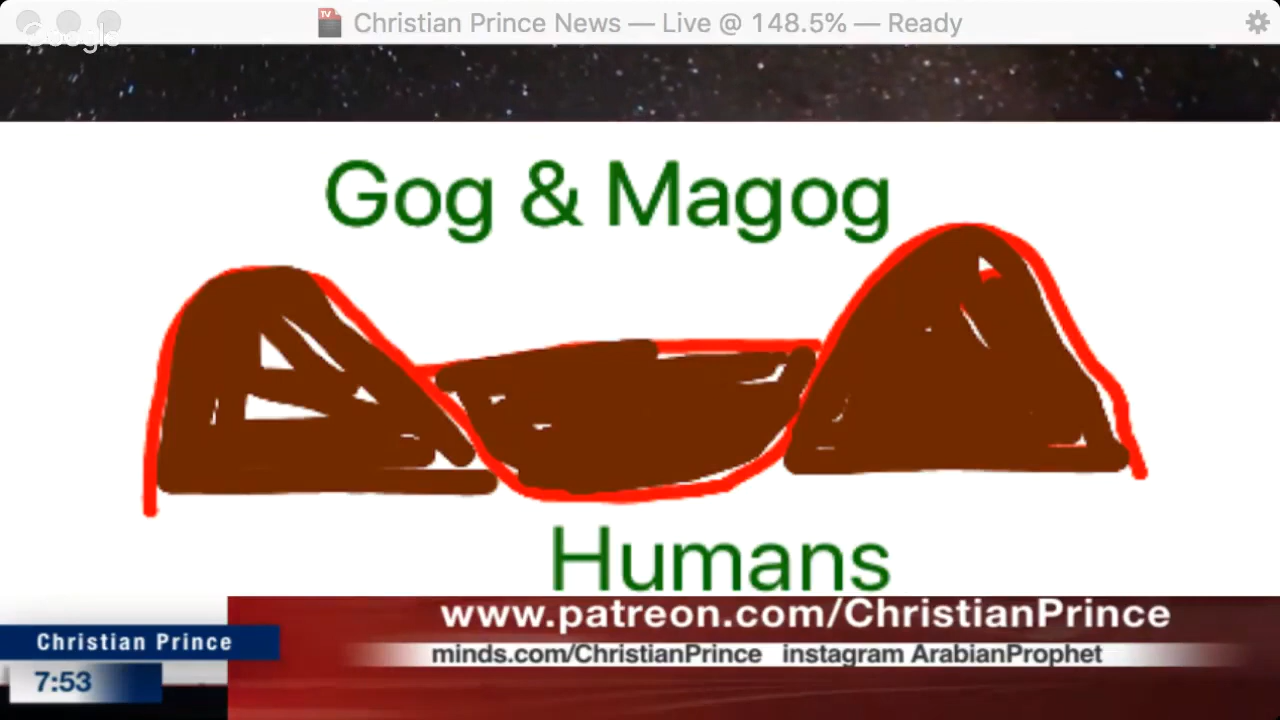 Christian Prince News — Live @ 148.5% — Ready
Google
Gog & Magog
Humans
www.patreon.com/ChristianPrince
minds.com/ChristianPrince instagram ArabianProphet
Christian Prince
7:53